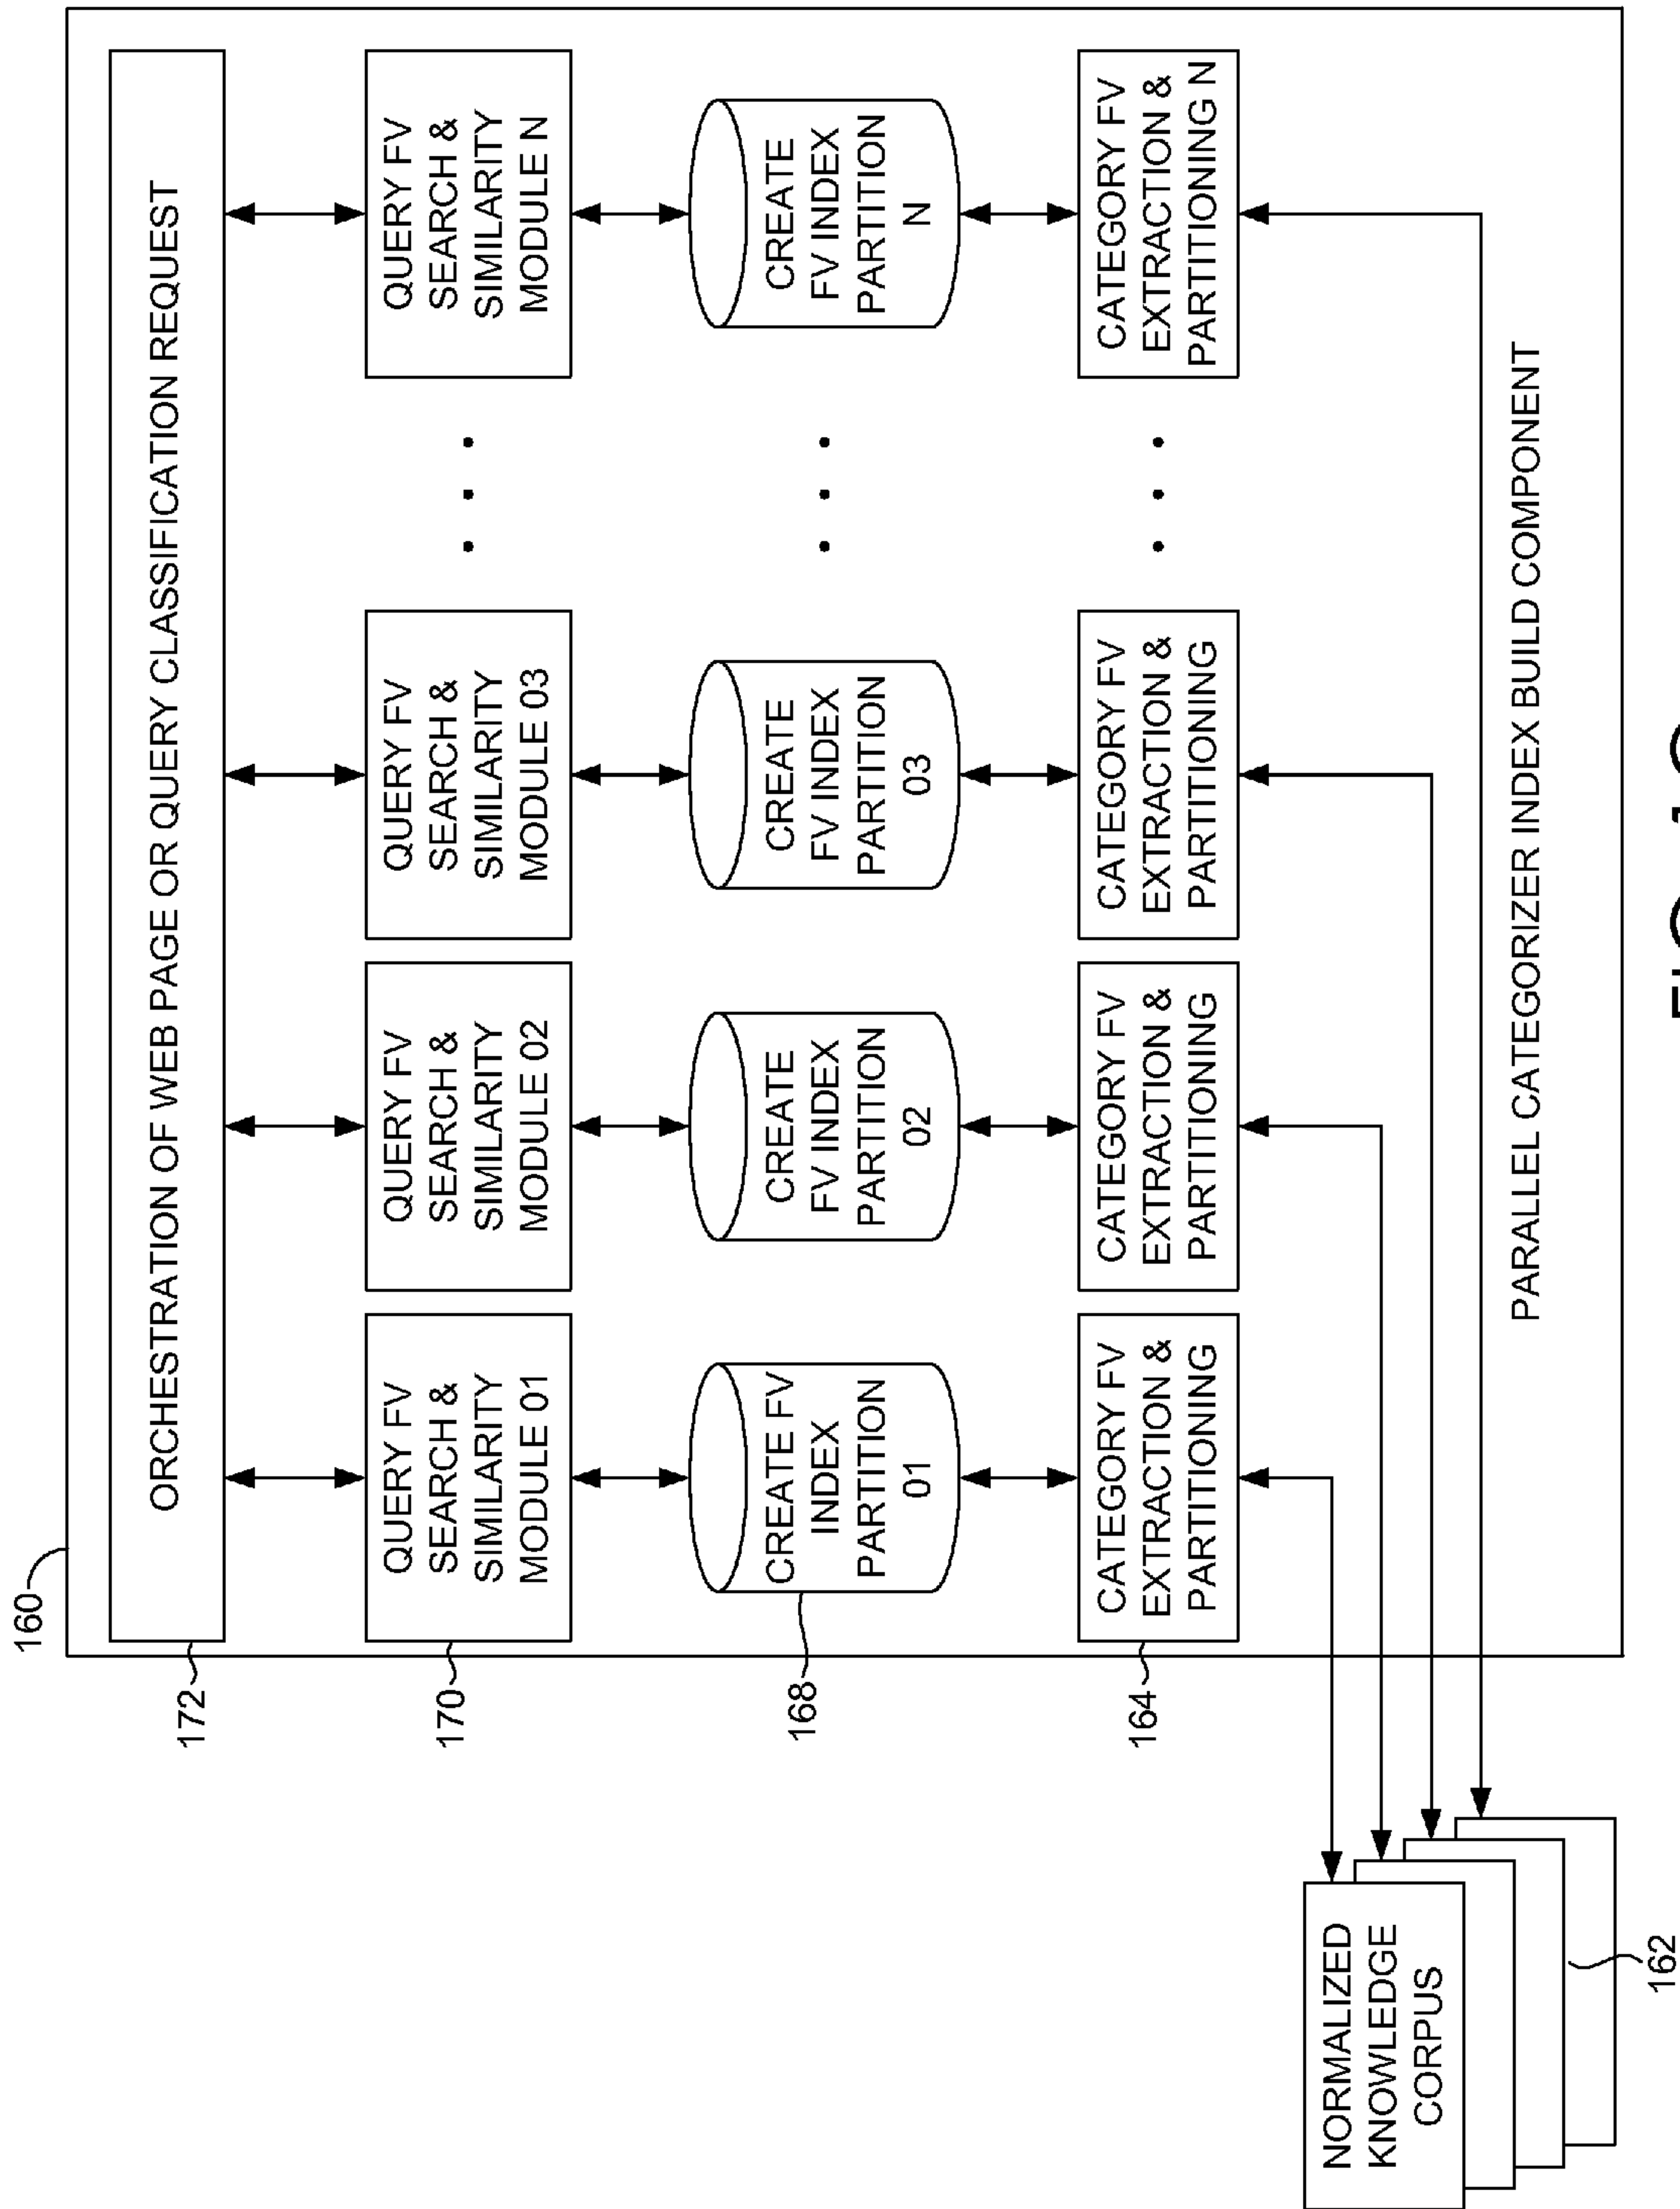 160
172
ORCHESTRATION OF WEB PAGE OR QUERY CLASSIFICATION REQUEST
170
QUERY FV
SEARCH &
SIMILARITY
MODULE 01
QUERY FV
SEARCH &
SIMILARITY
MODULE 02
QUERY FV
SEARCH &
SIMILARITY
MODULE 03
QUERY FV
SEARCH &
SIMILARITY
MODULE N
168
CREATE FV
INDEX
PARTITION
01
CREATE
FV INDEX
PARTITION
02
CREATE
FV INDEX
PARTITION
03
CREATE
FV INDEX
PARTITION
N
164
CATEGORY FV
EXTRACTION &
PARTITIONING
CATEGORY FV
EXTRACTION &
PARTITIONING
CATEGORY FV
EXTRACTION &
PARTITIONING
CATEGORY FV
EXTRACTION &
PARTITIONING N
NORMALIZED
KNOWLEDGE
CORPUS
162
PARALLEL CATEGORIZER INDEX BUILD COMPONENT